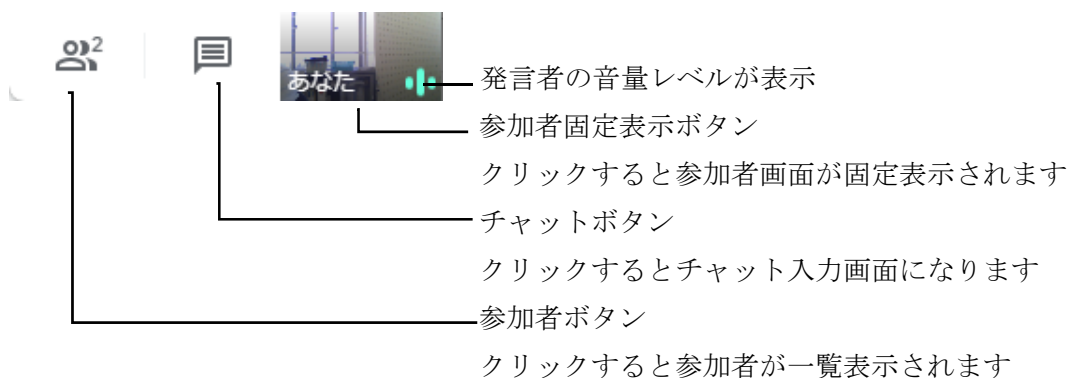 2
あなた
発言者の音量レベルが表示
参加者固定表示ボタン
クリックすると参加者画面が固定表示されます
チャットボタン
クリックするとチャット入力画面になります
参加者ボタン
クリックすると参加者が一覧表示されます